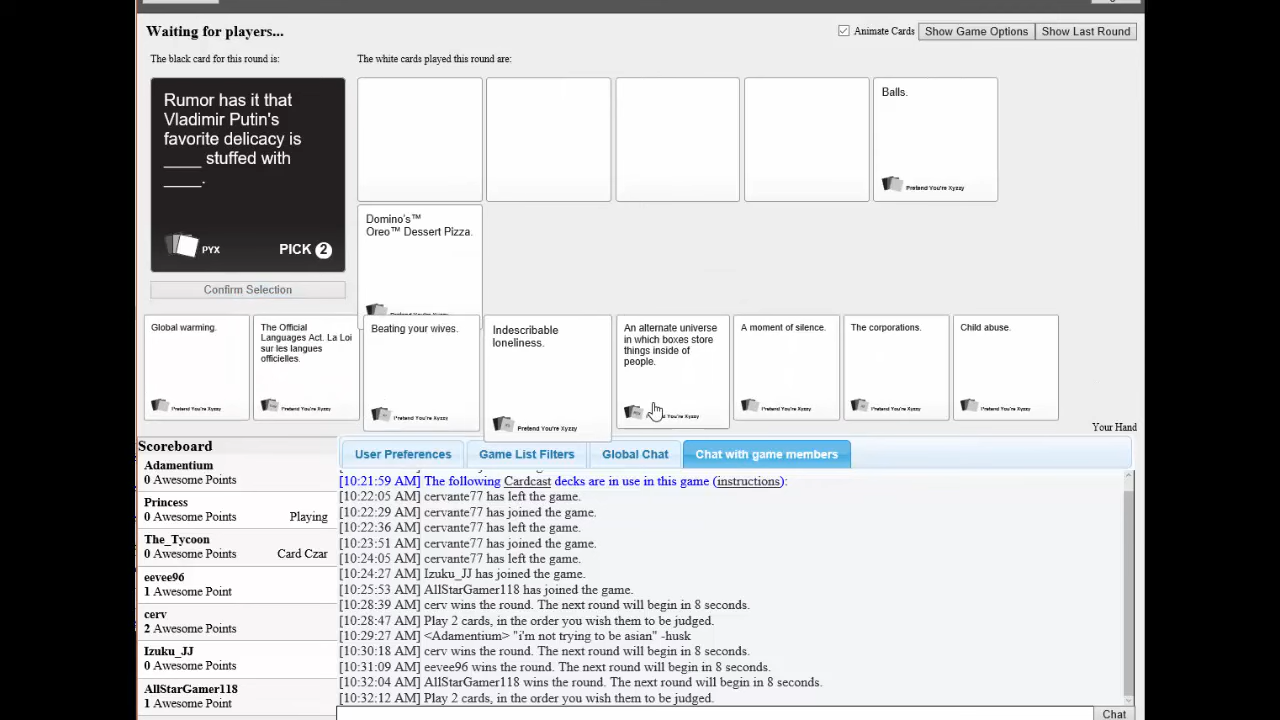 Waiting for players...
Animate Cards
Show Game Options
Show Last Round
The black card for this round is:
The white cards played this round are:
Rumor has it that
Vladimir Putin's
favorite delicacy is
____ stuffed with
____.
PYX
PICK 2
Confirm Selection
Balls.
Pretend You're Xyzzy
Domino's™
Oreo™ Dessert Pizza.
Global warming.
Pretend You're Xyzzy
The Official
Languages Act. La Loi
sur les langues
officielles.
Pretend You're Xyzzy
Beating your wives.
Pretend You're Xyzzy
Indescribable
loneliness.
Pretend You're Xyzzy
An alternate universe
in which boxes store
things inside of
people.
You're Xyzzy
A moment of silence.
Pretend You're Xyzzy
The corporations.
Pretend You're Xyzzy
Child abuse.
Pretend You're Xyzzy
Your Hand
Scoreboard
Adamentium
0 Awesome Points
Princess
0 Awesome Points Playing
The_Tycoon
0 Awesome Points Card Czar
eevee96
1 Awesome Point
cerv
2 Awesome Points
Izuku_JJ
0 Awesome Points
AllStarGamer118
1 Awesome Point
User Preferences
Game List Filters
Global Chat
Chat with game members
[10:21:59 AM] The following Cardcast decks are in use in this game (instructions):
[10:22:05 AM] cervante77 has left the game.
[10:22:29 AM] cervante77 has joined the game.
[10:22:36 AM] cervante77 has left the game.
[10:23:51 AM] cervante77 has joined the game.
[10:24:05 AM] cervante77 has left the game.
[10:24:27 AM] Izuku_JJ has joined the game.
[10:25:53 AM] AllStarGamer118 has joined the game.
[10:28:39 AM] cerv wins the round. The next round will begin in 8 seconds.
[10:28:47 AM] Play 2 cards, in the order you wish them to be judged.
[10:29:27 AM] <Adamentium> "i'm not trying to be asian" -husk
[10:30:18 AM] cerv wins the round. The next round will begin in 8 seconds.
[10:31:09 AM] eevee96 wins the round. The next round will begin in 8 seconds.
[10:32:04 AM] AllStarGamer118 wins the round. The next round will begin in 8 seconds.
[10:32:12 AM] Play 2 cards, in the order you wish them to be judged.
Chat